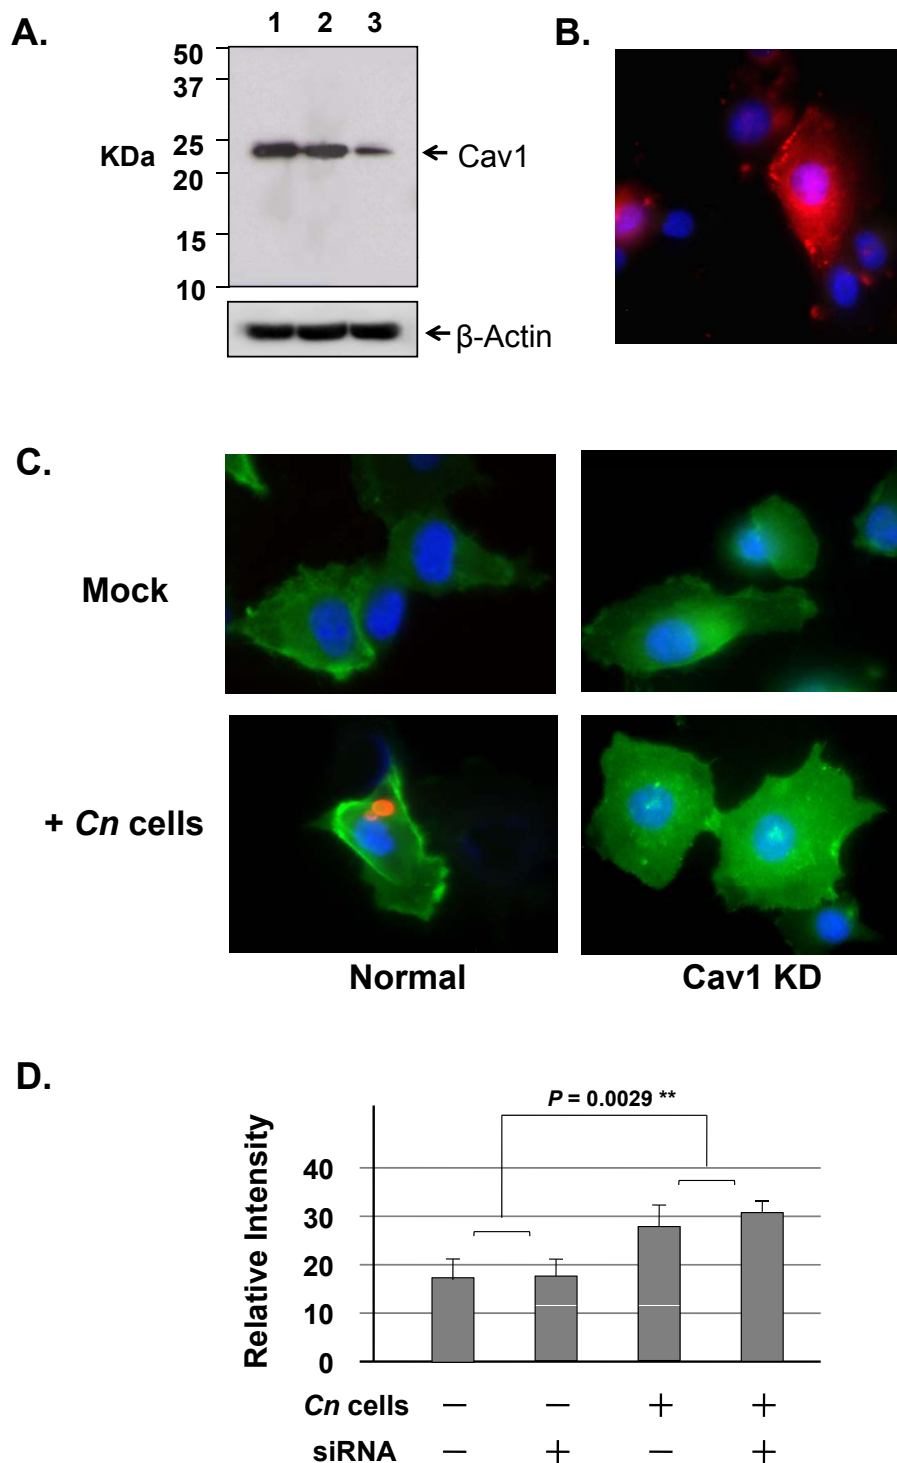 A.
1 2 3
50
37
KDa 25
20
15
10
Cav1
β-Actin
B.
C.
Mock
+ Cn cells
Normal Cav1 KD
D.
P = 0.0029 **
Relative Intensity
40
30
20
10
0
Cn cells — — + +
siRNA — + — +